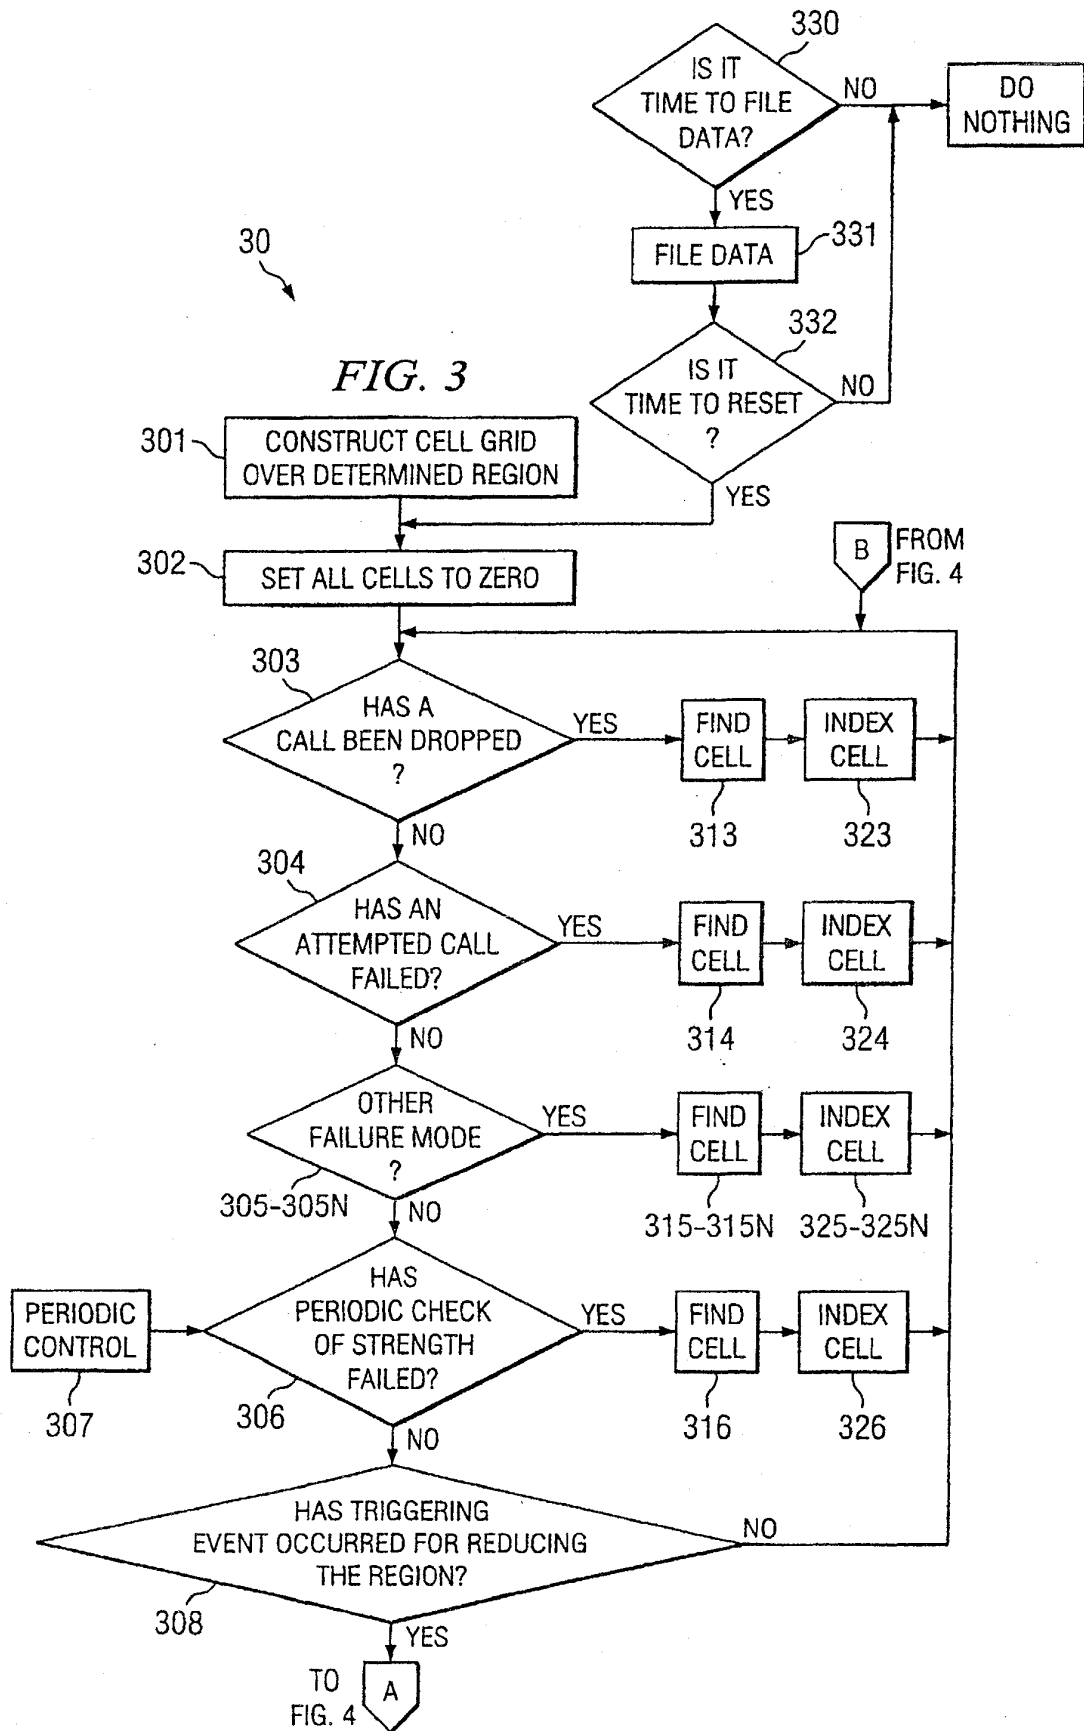 330
IS IT
TIME TO FILE
DATA?
NO
DO
NOTHING
YES
FILE DATA
331
30
332
IS IT
TIME TO RESET
?
NO
YES
FIG. 3
301
CONSTRUCT CELL GRID
OVER DETERMINED REGION
302
SET ALL CELLS TO ZERO
B
FROM
FIG. 4
303
HAS A
CALL BEEN DROPPED
?
YES
FIND
CELL
INDEX
CELL
313
323
NO
304
HAS AN
ATTEMPTED CALL
FAILED?
YES
FIND
CELL
INDEX
CELL
314
324
NO
OTHER
FAILURE MODE
?
YES
FIND
CELL
INDEX
CELL
305-305N
315-315N
325-325N
NO
PERIODIC
CONTROL
307
HAS
PERIODIC CHECK
OF STRENGTH
FAILED?
306
YES
FIND
CELL
INDEX
CELL
316
326
NO
HAS TRIGGERING
EVENT OCCURRED FOR REDUCING
THE REGION?
NO
308
YES
TO
FIG. 4
A